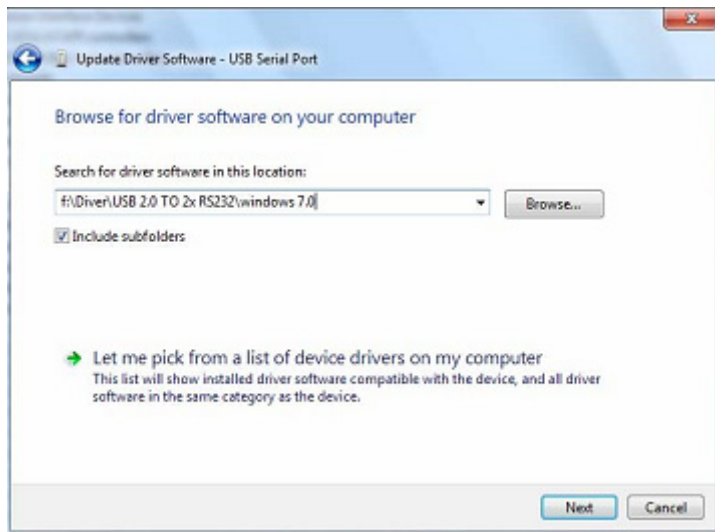 Update Driver Software - USB Serial Port
Browse for driver software on your computer
Search for driver software in this location:
f:\Diver\USB 2.0 TO 2x RS232\windows 7.0
Browse...
Include subfolders
Let me pick from a list of device drivers on my computer
This list will show installed driver software compatible with the device, and all driver
software in the same category as the device.
Next
Cancel